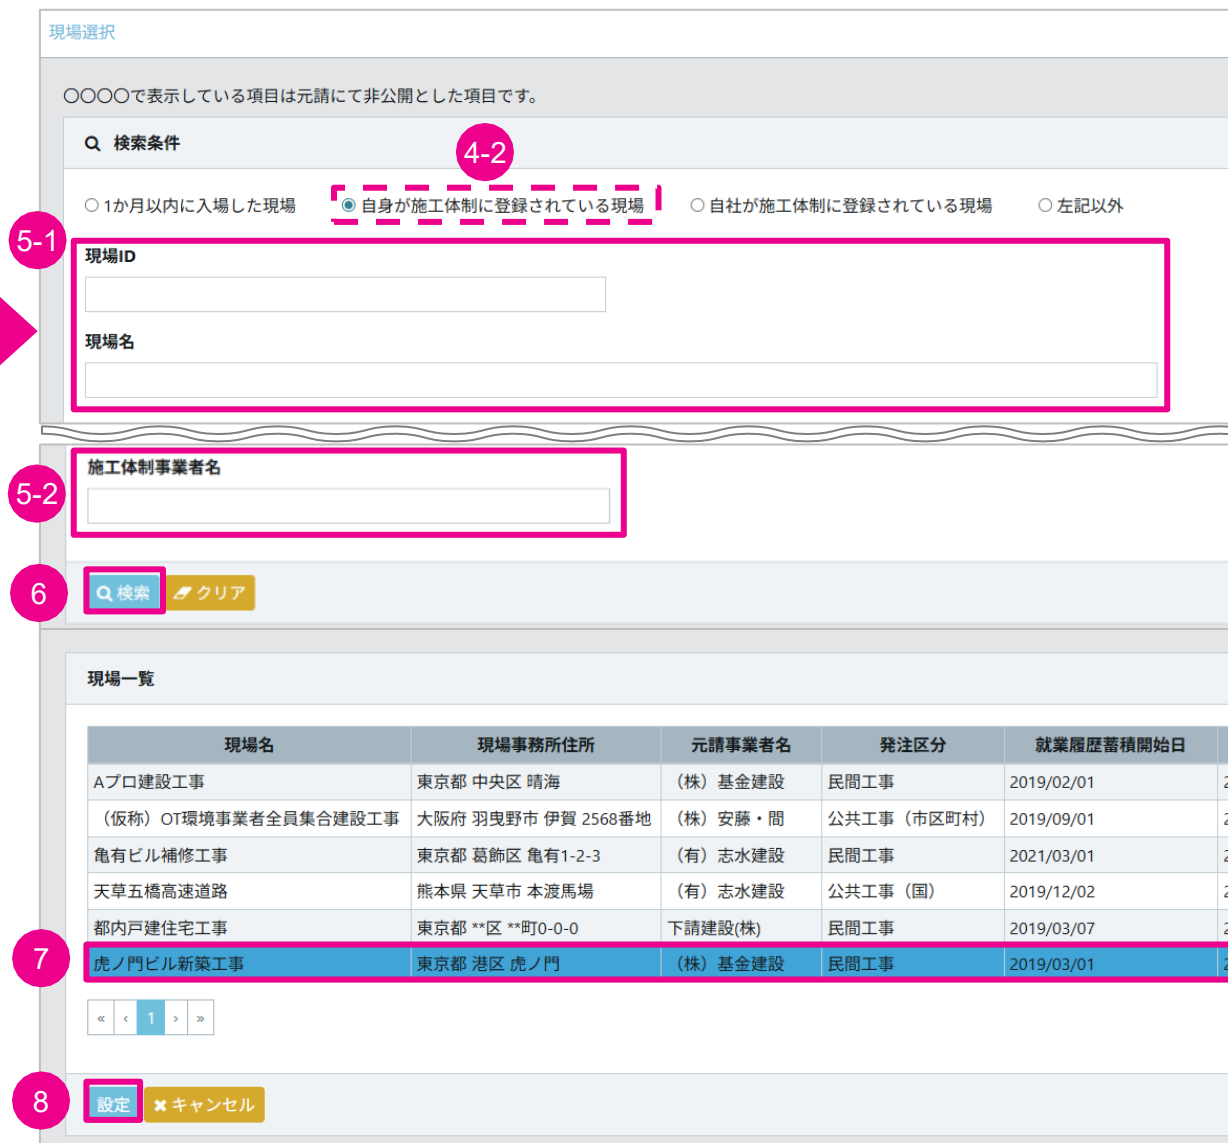 現場選択
〇〇〇〇で表示している項目は元請にて非公開とした項目です。
検索条件
4-2
1か月以内に入場した現場 自身が施工体制に登録されている現場 自社が施工体制に登録されている現場 左記以外
5-1
現場ID
現場名
施工体制事業者名
5-2
6 検索 クリア
現場一覧
現場名 現場事務所住所 元請事業者名 発注区分 就業履歴蓄積開始日
Aプロ建設工事 東京都 中央区 晴海 （株）基金建設 民間工事 2019/02/01 2
（仮称）OT環境事業者全員集合建設工事 大阪府 羽曳野市 伊賀 2568番地 （株）安藤・間 公共工事（市区町村） 2019/09/01 2
亀有ビル補修工事 東京都 葛飾区 亀有1-2-3 （有）志水建設 民間工事 2021/03/01 2
天草五橋高速道路 熊本県 天草市 本渡馬場 （有）志水建設 公共工事（国） 2019/12/02 2
都内戸建住宅工事 東京都 **区 **町0-0-0 下請建設(株) 民間工事 2019/03/07 2
7 虎ノ門ビル新築工事 東京都 港区 虎ノ門 （株）基金建設 民間工事 2019/03/01 2
« ‹ 1 › »
8 設定 ×キャンセル